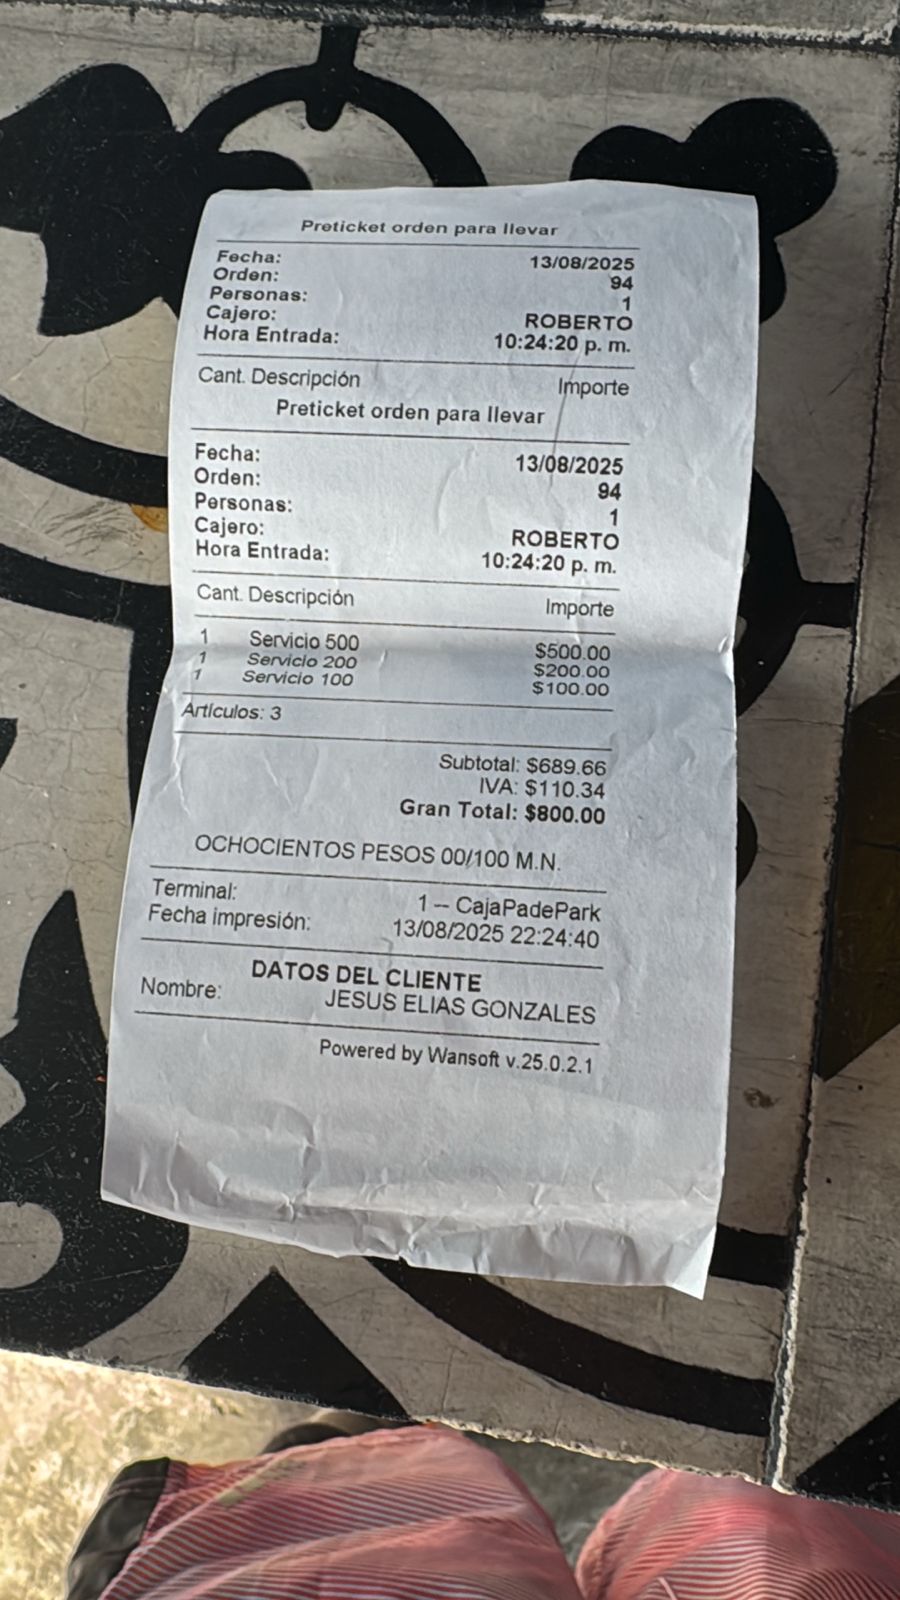 Preticket orden para llevar
Fecha: 13/08/2025
Orden: 94
Personas: 1
Cajero: ROBERTO
Hora Entrada: 10:24:20 p. m.
Cant. Descripción Importe
Preticket orden para llevar
Fecha: 13/08/2025
Orden: 94
Personas: 1
Cajero: ROBERTO
Hora Entrada: 10:24:20 p. m.
Cant. Descripción Importe
1 Servicio 500 $500.00
1 Servicio 200 $200.00
1 Servicio 100 $100.00
Artículos: 3
Subtotal: $689.66
IVA: $110.34
Gran Total: $800.00
OCHOCIENTOS PESOS 00/100 M.N.
Terminal: 1 -- CajaPadePark
Fecha impresión: 13/08/2025 22:24:40
DATOS DEL CLIENTE
Nombre: JESUS ELIAS GONZALES
Powered by Wansoft v.25.0.2.1